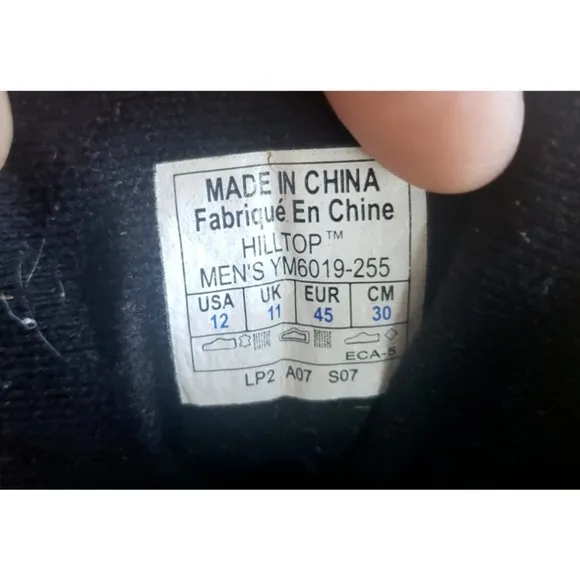 MADE IN CHINA
Fabriqué En Chine
HILLTOP™
MEN'S YM6019-255
USA UK EUR CM
12 11 45 30
ECA-5
LP2 A07 S07